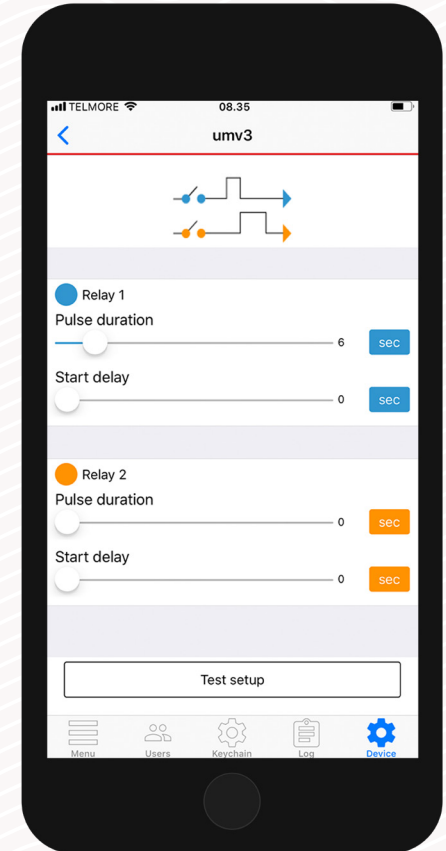 TELMORE 08.35
umv3
Relay 1
Pulse duration
6 sec
Start delay
0 sec
Relay 2
Pulse duration
0 sec
Start delay
0 sec
Test setup
Menu Users Keychain Log Device